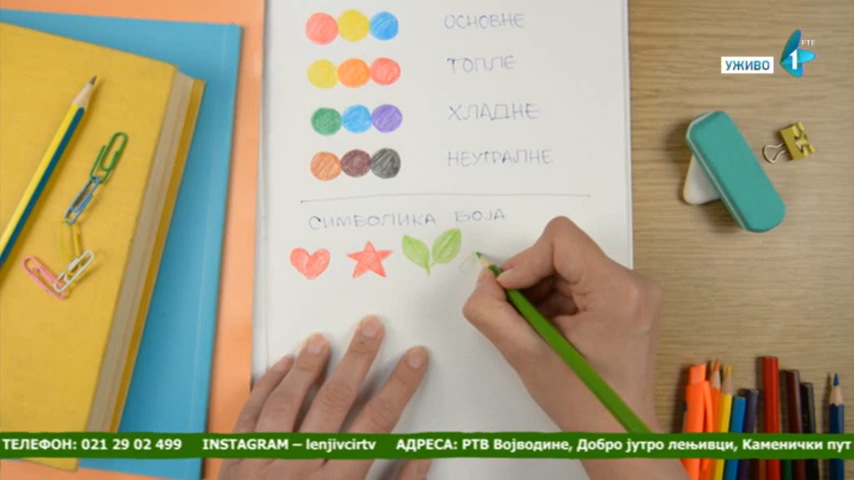 ОСНОВНЕ
ТОПЛЕ
ХЛАДНЕ
НЕУТРАЛНЕ
СИМБОЛИКА БОЈА
РТВ
УЖИВО 1
ТЕЛЕФОН: 021 29 02 499 INSTAGRAM – lenjivcirtv АДРЕСА: РТВ Војводине, Добро јутро лењивци, Каменички пут